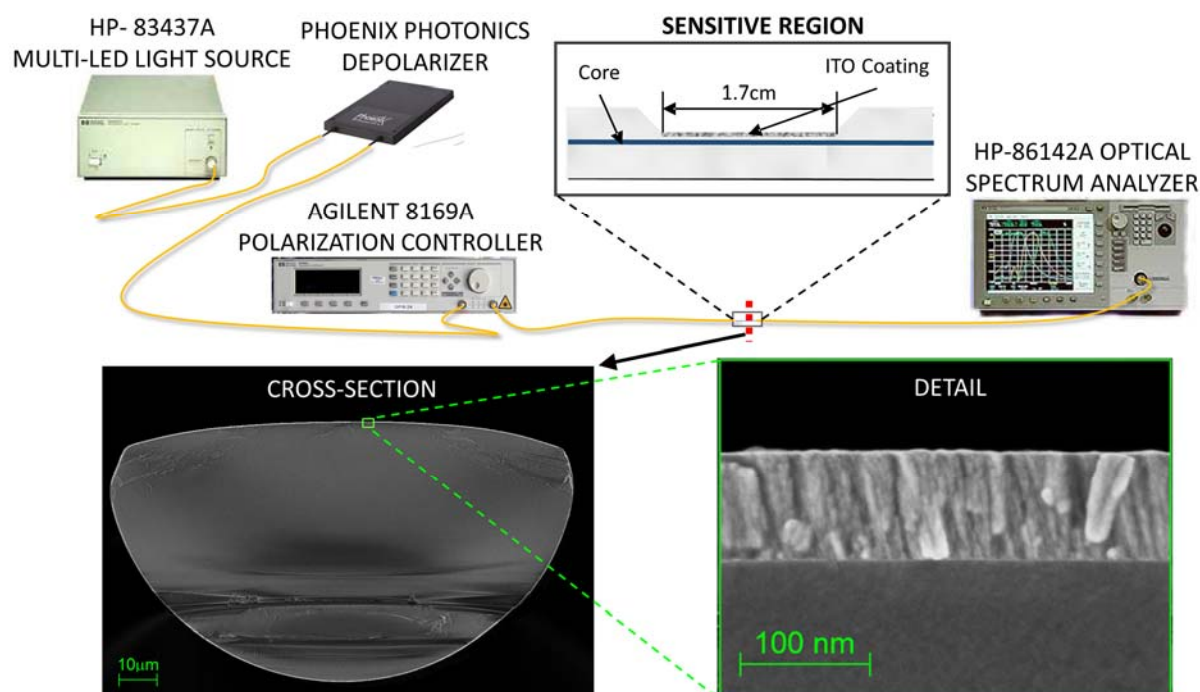 HP- 83437A
MULTI-LED LIGHT SOURCE
PHOENIX PHOTONICS
DEPOLARIZER
Phoenix
SENSITIVE REGION
Core
ITO Coating
1.7cm
HP-86142A OPTICAL
SPECTRUM ANALYZER
AGILENT 8169A
POLARIZATION CONTROLLER
CROSS-SECTION
10μm
DETAIL
100 nm